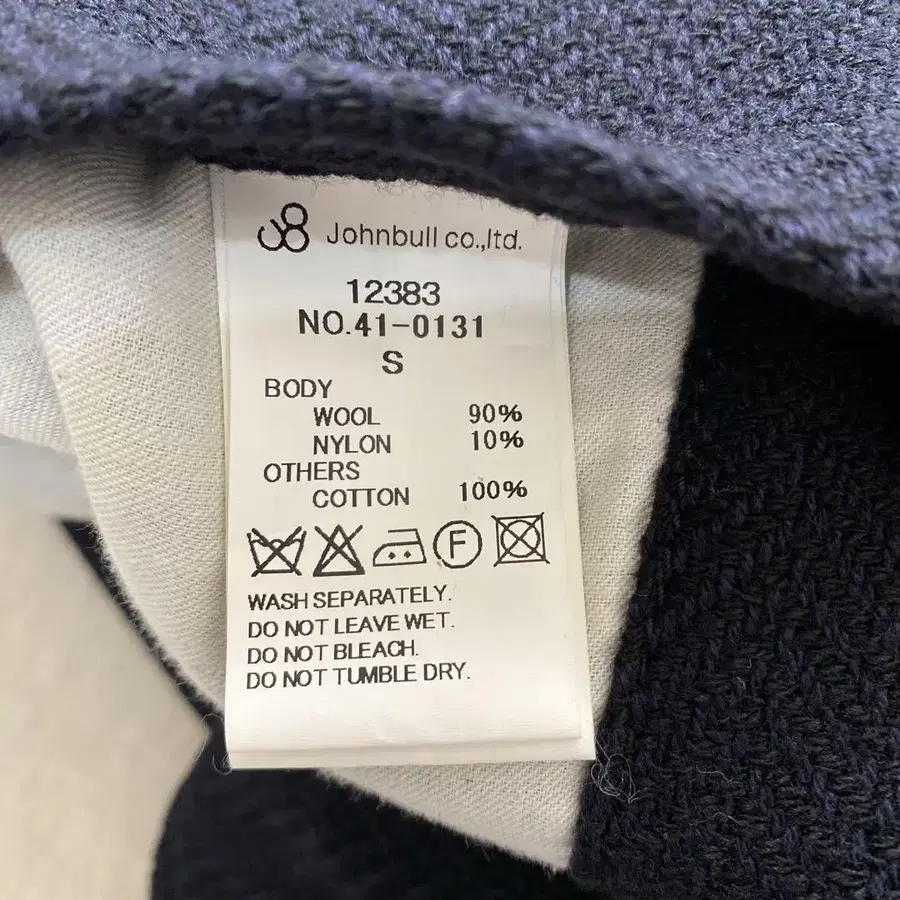 Johnbull co.,ltd.
12383
NO.41-0131
S
BODY
WOOL 90%
NYLON 10%
OTHERS
COTTON 100%
F
WASH SEPARATELY.
DO NOT LEAVE WET.
DO NOT BLEACH.
DO NOT TUMBLE DRY.